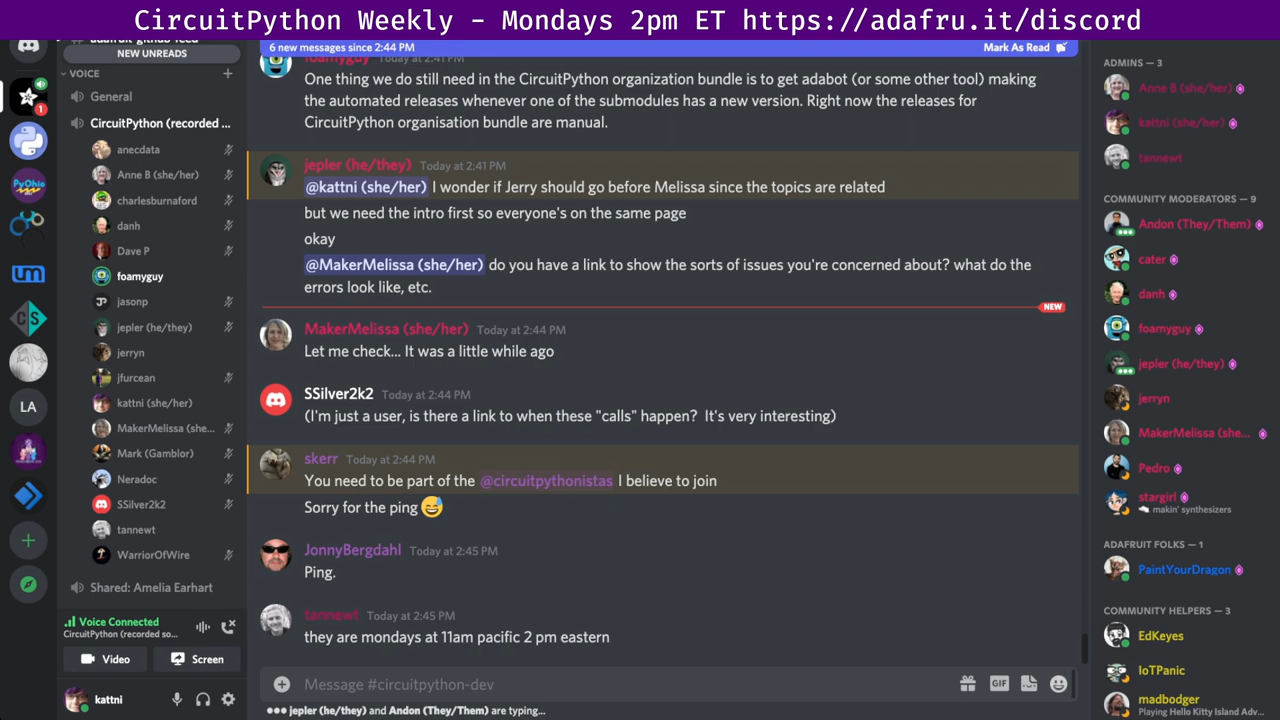 CircuitPython Weekly - Mondays 2pm ET https://adafru.it/discord
NEW UNREADS
VOICE
General
CircuitPython (recorded ...
anecdata
Anne B (she/her)
charlesburnaford
danh
Dave P
foamyguy
jasonp
jepler (he/they)
jerryn
jfurcean
kattni (she/her)
MakerMelissa (she...
Mark (Gamblor)
Neradoc
SSilver2k2
tannewt
WarriorOfWire
Shared: Amelia Earhart
Voice Connected
CircuitPython (recorded so...
Video
Screen
kattni
1
LA
6 new messages since 2:44 PM
Mark As Read
foamyguy Today at 2:41 PM
One thing we do still need in the CircuitPython organization bundle is to get adabot (or some other tool) making
the automated releases whenever one of the submodules has a new version. Right now the releases for
CircuitPython organisation bundle are manual.
jepler (he/they) Today at 2:41 PM
@kattni (she/her) I wonder if Jerry should go before Melissa since the topics are related
but we need the intro first so everyone's on the same page
okay
@MakerMelissa (she/her) do you have a link to show the sorts of issues you're concerned about? what do the
errors look like, etc.
NEW
MakerMelissa (she/her) Today at 2:44 PM
Let me check... It was a little while ago
SSilver2k2 Today at 2:44 PM
(I'm just a user, is there a link to when these "calls" happen? It's very interesting)
skerr Today at 2:44 PM
You need to be part of the @circuitpythonistas I believe to join
Sorry for the ping
JonnyBergdahl Today at 2:45 PM
Ping.
tannewt Today at 2:45 PM
they are mondays at 11am pacific 2 pm eastern
Message #circuitpython-dev
GIF
jepler (he/they) and Andon (They/Them) are typing...
ADMINS — 3
Anne B (she/her)
kattni (she/her)
tannewt
COMMUNITY MODERATORS — 9
Andon (They/Them)
cater
danh
foamyguy
jepler (he/they)
jerryn
MakerMelissa (she...
Pedro
stargirl
makin' synthesizers
ADAFRUIT FOLKS — 1
PaintYourDragon
COMMUNITY HELPERS — 3
EdKeyes
IoTPanic
madbodger
Playing Hello Kitty Island Adv...